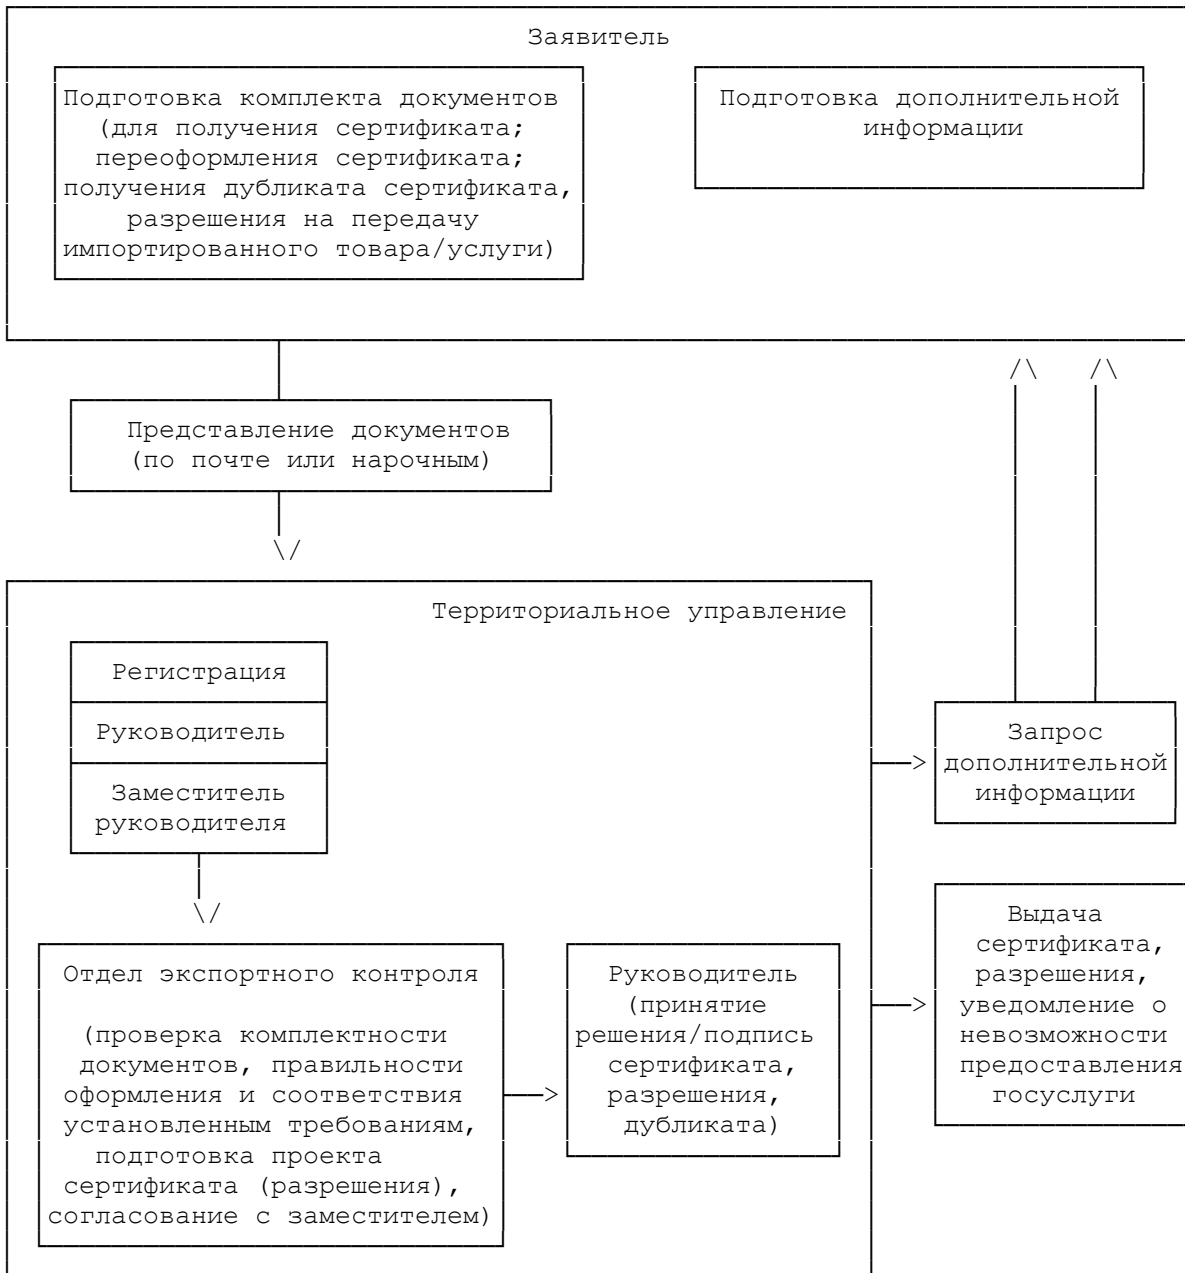 Заявитель
Подготовка комплекта документов
(для получения сертификата;
переоформления сертификата;
получения дубликата сертификата,
разрешения на передачу
импортированного товара/услуги)
Подготовка дополнительной
информации
Представление документов
(по почте или нарочным)
Территориальное управление
Регистрация
Руководитель
Заместитель
руководителя
Запрос
дополнительной
информации
Отдел экспортного контроля
(проверка комплектности
документов, правильности
оформления и соответствия
установленным требованиям,
подготовка проекта
сертификата (разрешения),
согласование с заместителем)
Руководитель
(принятие
решения/подпись
сертификата,
разрешения,
дубликата)
Выдача
сертификата,
разрешения,
уведомление о
невозможности
предоставления
госуслуги